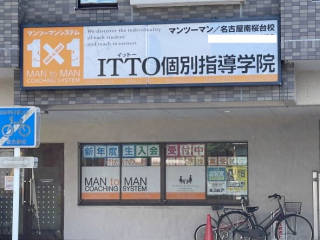 マンツーマンシステム
1×1
MAN to MAN
COACHING SYSTEM
We discover the individuality
of each student
and teach to connect.
マンツーマン／名古屋南桜台校
イットー
ITTO個別指導学院
新年度生入会受付中
MAN to MAN
COACHING SYSTEM